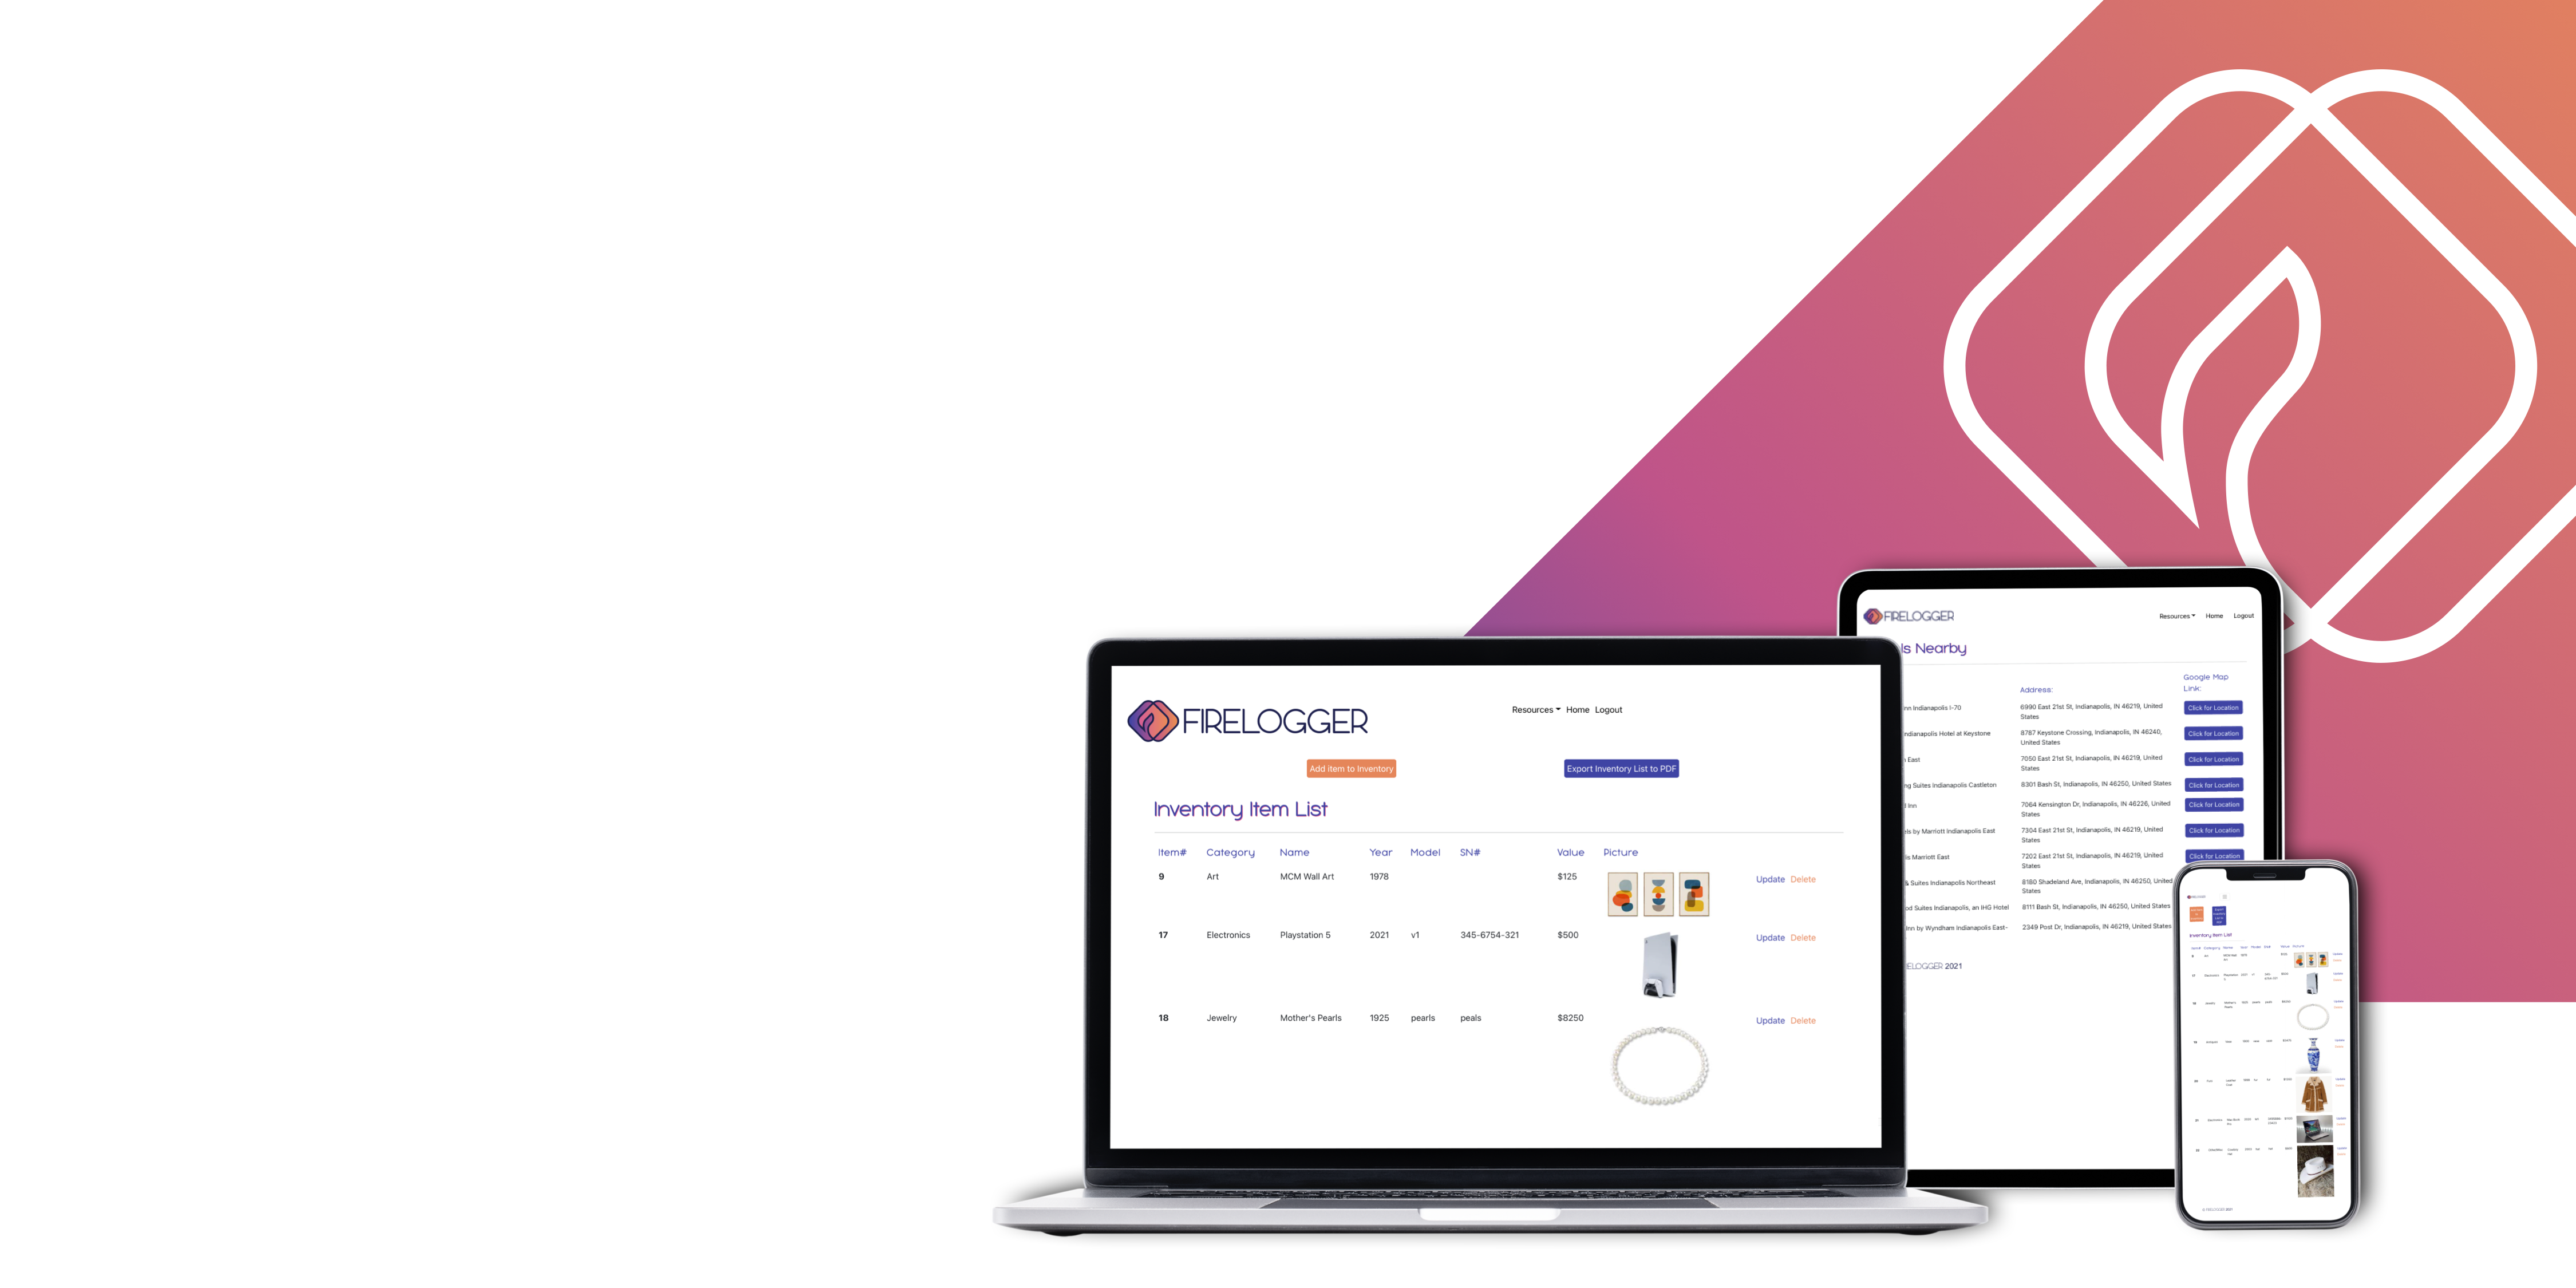 FIRELOGGER
Resources Home Logout
Add item to Inventory
Export Inventory List to PDF
Inventory Item List
Item# Category Name Year Model SN# Value Picture
9 Art MCM Wall Art 1978 $125 Update Delete
17 Electronics Playstation 5 2021 v1 345-6754-321 $500 Update Delete
18 Jewelry Mother's Pearls 1925 pearls peals $8250 Update Delete
FIRELOGGER
Resources Home Logout
ls Nearby
Address:
Google Map
Link:
nn Indianapolis I-70
6990 East 21st St, Indianapolis, IN 46219, United
States
Click for Location
ndianapolis Hotel at Keystone
8787 Keystone Crossing, Indianapolis, IN 46240,
United States
Click for Location
East
7050 East 21st St, Indianapolis, IN 46219, United
States
Click for Location
ng Suites Indianapolis Castleton
8301 Bash St, Indianapolis, IN 46250, United States
Click for Location
Inn
7064 Kensington Dr, Indianapolis, IN 46226, United
States
Click for Location
els by Marriott Indianapolis East
7304 East 21st St, Indianapolis, IN 46219, United
States
Click for Location
is Marriott East
7202 East 21st St, Indianapolis, IN 46219, United
States
Click for Location
& Suites Indianapolis Northeast
8180 Shadeland Ave, Indianapolis, IN 46250, United
States
od Suites Indianapolis, an IHG Hotel
8111 Bash St, Indianapolis, IN 46250, United States
Inn by Wyndham Indianapolis East-
2349 Post Dr, Indianapolis, IN 46219, United States
IRELOGGER 2021
Inventory Item List